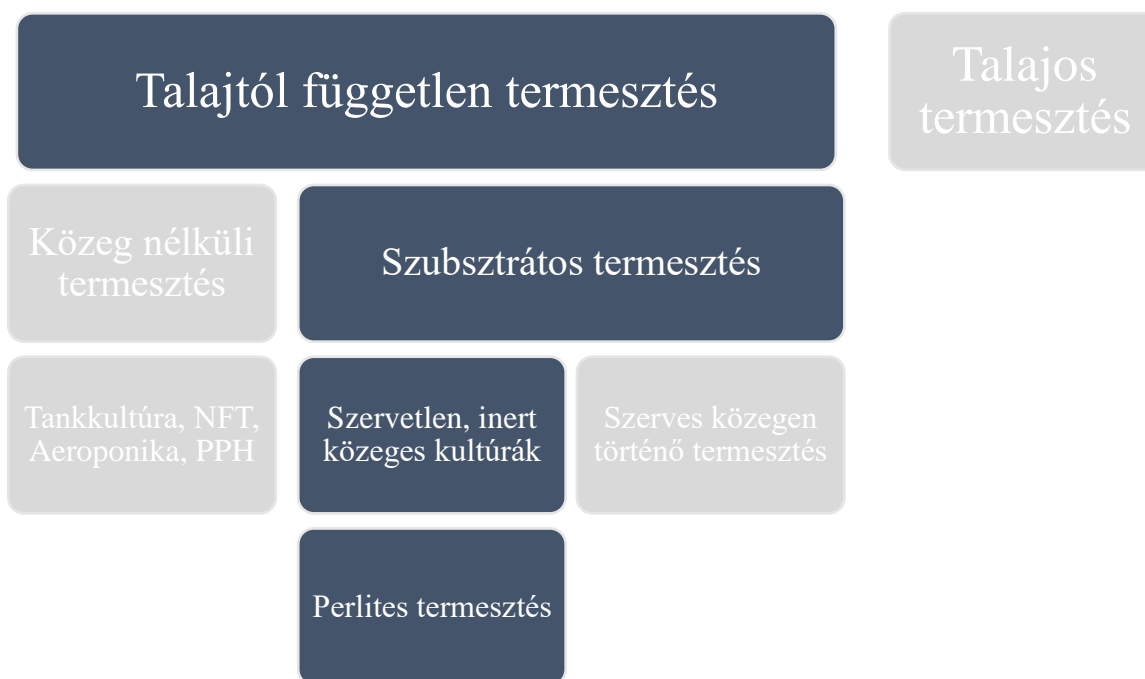 Talajtól független termesztés
Talajos
termesztés
Közeg nélküli
termesztés
Szubsztrátos termesztés
Tankkultúra, NFT,
Aeroponika, PPH
Szervetlen, inert
közeges kultúrák
Szerves közegen
történő termesztés
Perlites termesztés